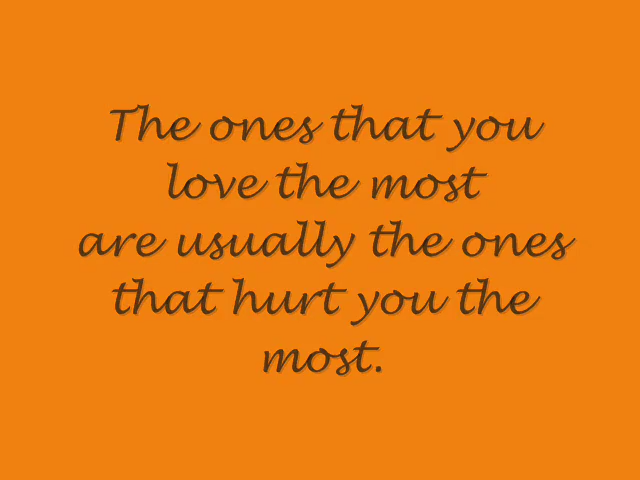 The ones that you
love the most
are usually the ones
that hurt you the
most.